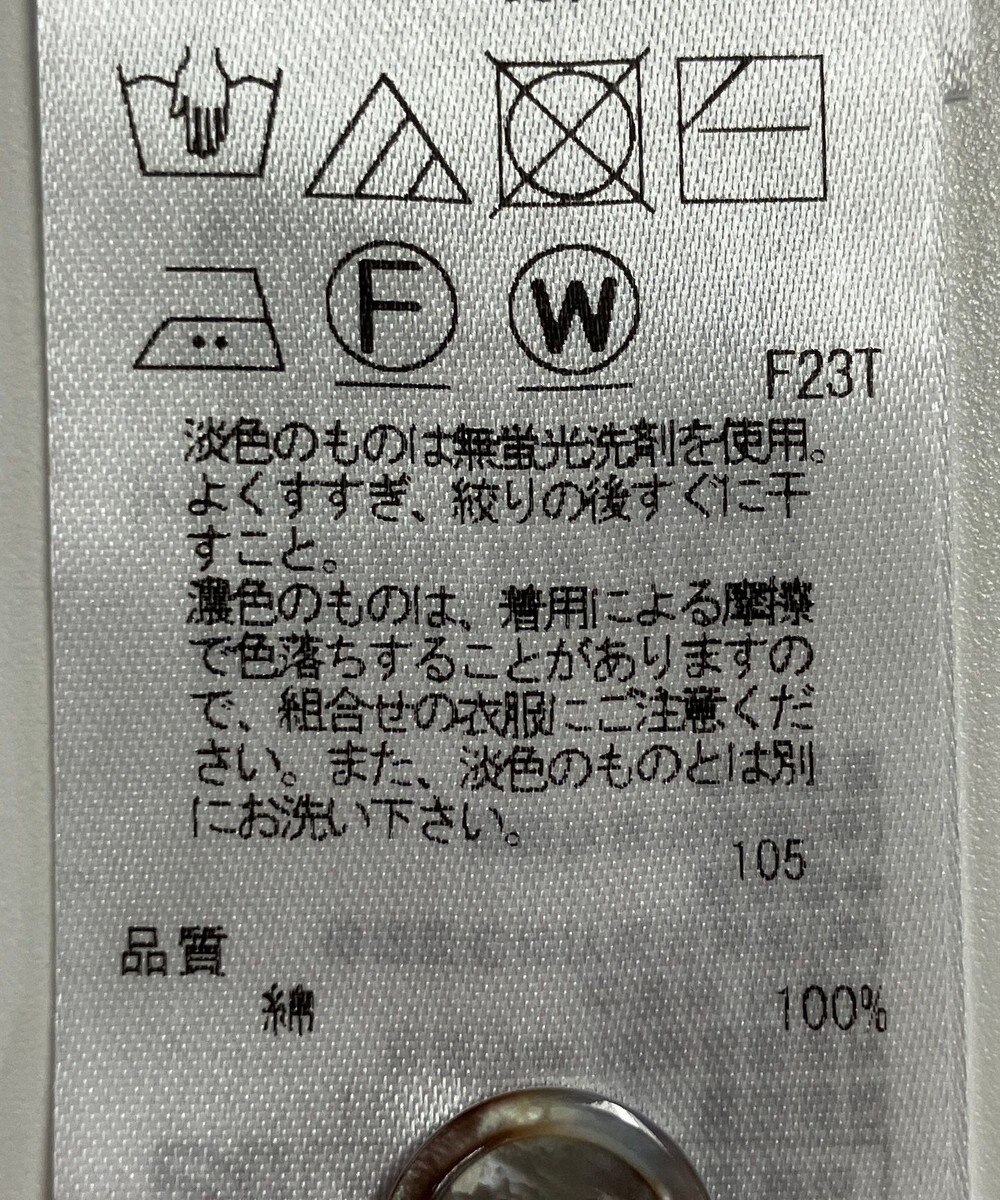 F
W
F23T
淡色のものは無蛍光洗剤を使用。
よくすすぎ、絞りの後すぐに干
すこと。
濃色のものは、着用による摩擦
で色落ちすることがありますの
で、組合せの衣服にご注意くだ
さい。また、淡色のものとは別
にお洗い下さい。
105
品質
綿 100%